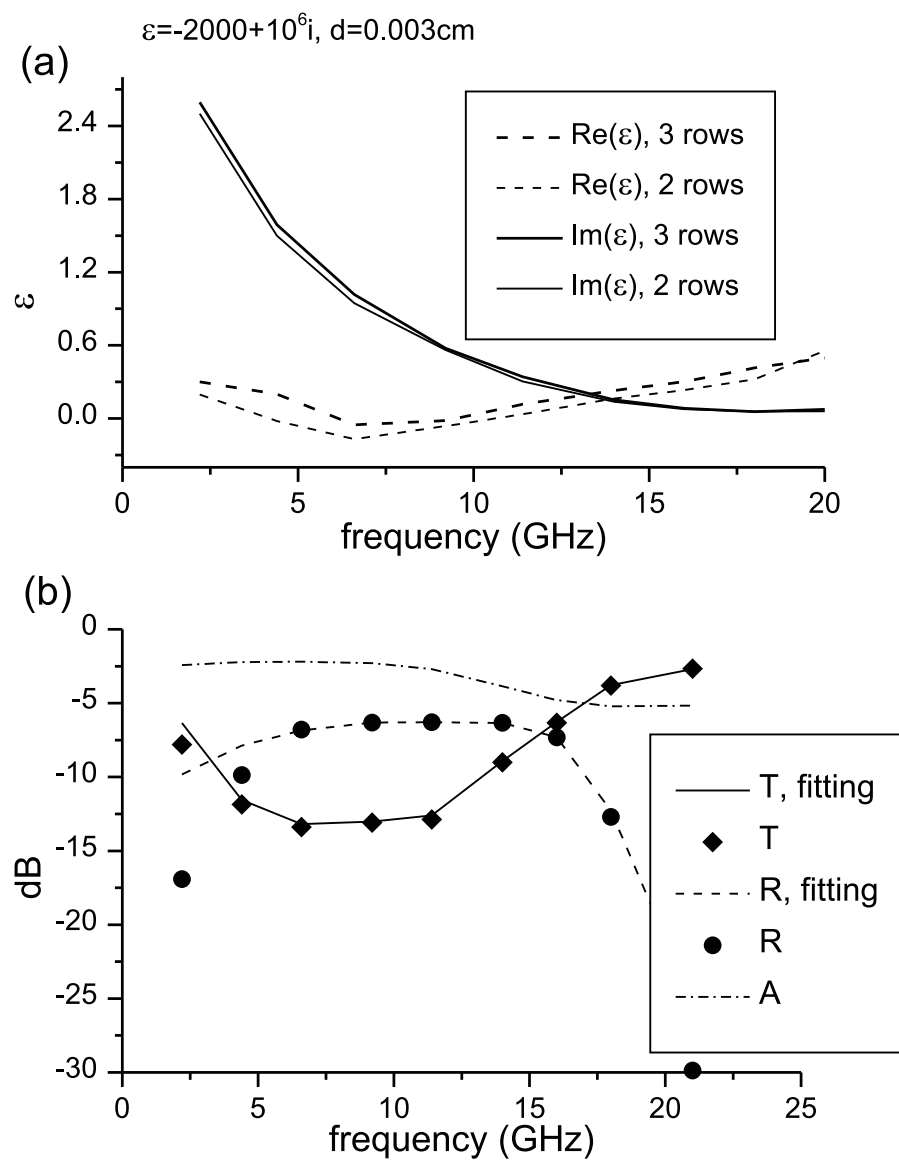 ε=-2000+10⁶i, d=0.003cm
(a)
2.4
1.8
1.2
0.6
0.0
ε
Re(ε), 3 rows
Re(ε), 2 rows
Im(ε), 3 rows
Im(ε), 2 rows
0 5 10 15 20
frequency (GHz)
(b)
0
-5
-10
-15
-20
-25
-30
dB
T, fitting
T
R, fitting
R
A
0 5 10 15 20 25
frequency (GHz)